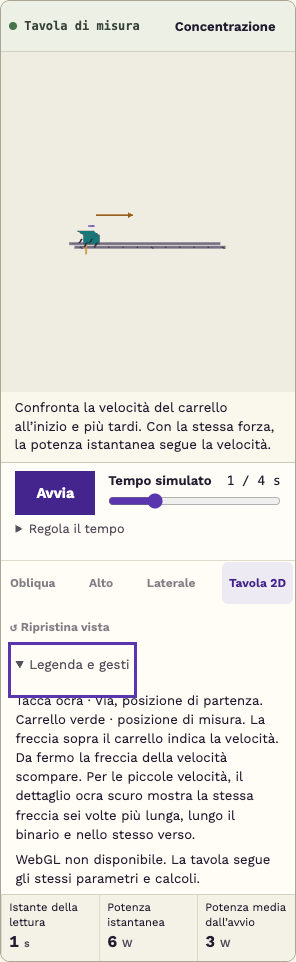 Tavola di misura
Concentrazione
Confronta la velocità del carrello
all’inizio e più tardi. Con la stessa forza,
la potenza istantanea segue la velocità.
Avvia
Tempo simulato 1 / 4 s
▶ Regola il tempo
Obliqua Alto Laterale Tavola 2D
↺ Ripristina vista
▼ Legenda e gesti
Tacca ocra · via, posizione di partenza.
Carrello verde · posizione di misura. La
freccia sopra il carrello indica la velocità.
Da fermo la freccia della velocità
scompare. Per le piccole velocità, il
dettaglio ocra scuro mostra la stessa
freccia sei volte più lunga, lungo il
binario e nello stesso verso.
WebGL non disponibile. La tavola segue
gli stessi parametri e calcoli.
Istante della lettura
1 s
Potenza istantanea
6 W
Potenza media dall’avvio
3 W